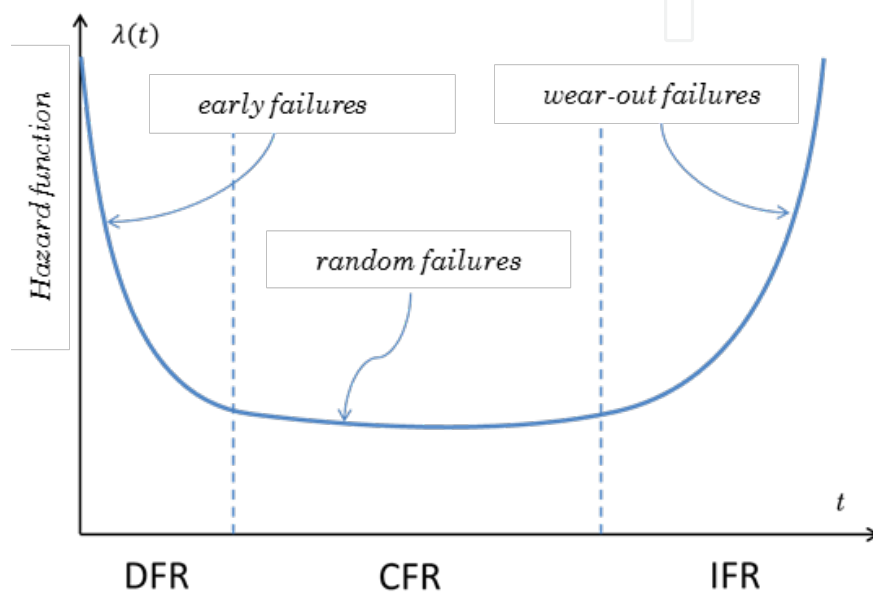 λ(t)
Hazard function
early failures
wear-out failures
random failures
t
DFR
CFR
IFR